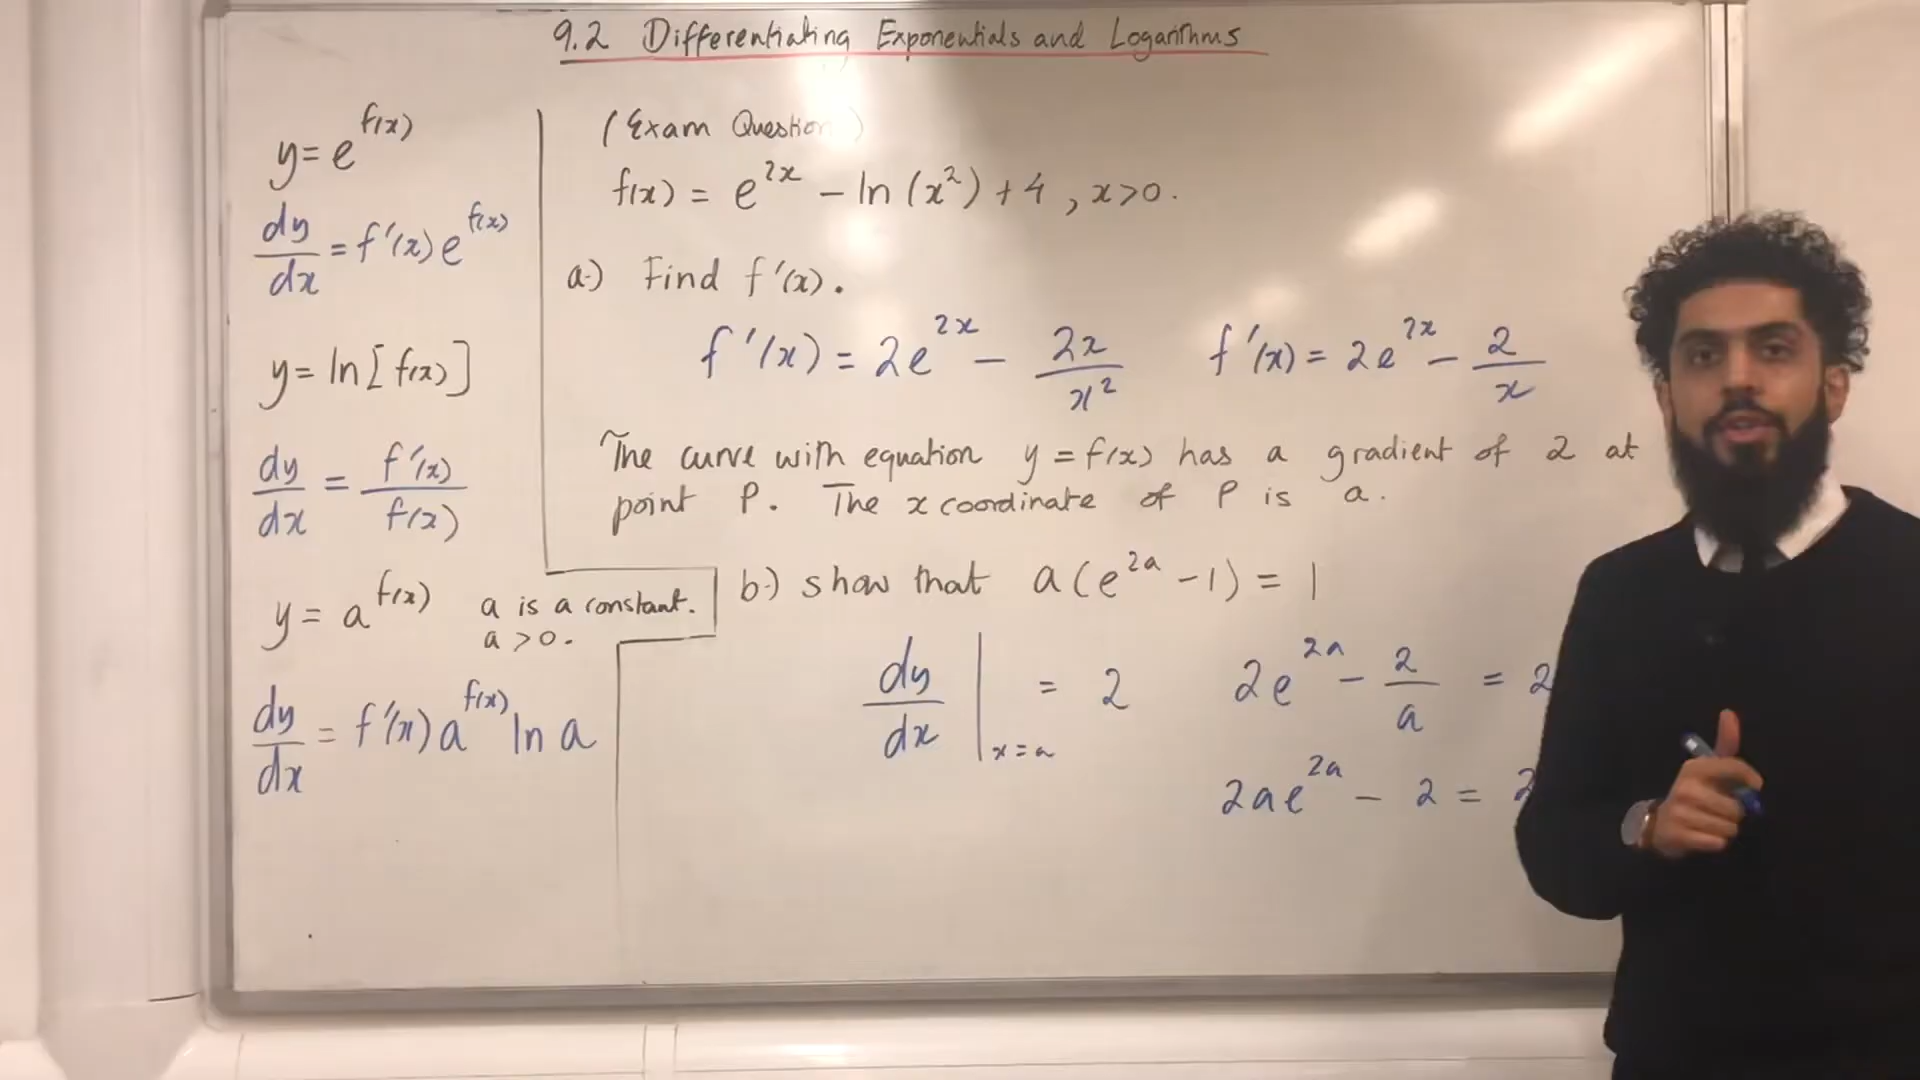 9.2 Differentiating Exponentials and Logarithms
y = e^{f(x)}
dy/dx = f'(x) e^{f(x)}
y = ln[f(x)]
dy/dx = f'(x)/f(x)
y = a^{f(x)} a is a constant.
a > 0.
dy/dx = f'(x) a^{f(x)} ln a
(Exam Question)
f(x) = e^{2x} - ln(x^2) + 4, x > 0.
a) Find f'(x).
f'(x) = 2e^{2x} - 2x/x^2 f'(x) = 2e^{2x} - 2/x
The curve with equation y = f(x) has a gradient of 2 at
point P. The x coordinate of P is a.
b) show that a(e^{2a} - 1) = 1
dy/dx |_{x=a} = 2 2e^{2a} - 2/a = 2
2ae^{2a} - 2 = 2